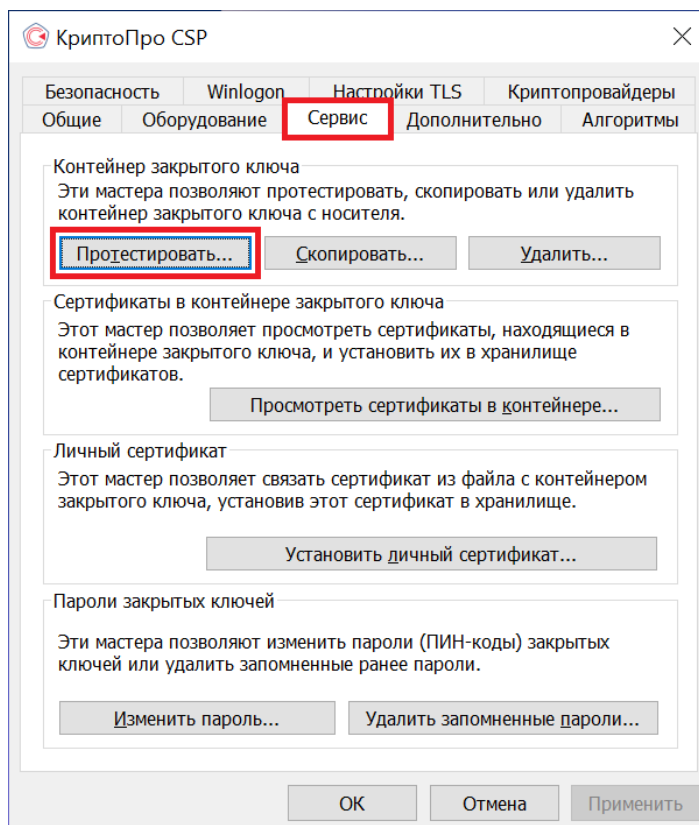 КриптоПро CSP
Безопасность Winlogon Настройки TLS Криптопровайдеры
Общие Оборудование Сервис Дополнительно Алгоритмы
Контейнер закрытого ключа
Эти мастера позволяют протестировать, скопировать или удалить
контейнер закрытого ключа с носителя.
Протестировать... Скопировать... Удалить...
Сертификаты в контейнере закрытого ключа
Этот мастер позволяет просмотреть сертификаты, находящиеся в
контейнере закрытого ключа, и установить их в хранилище
сертификатов.
Просмотреть сертификаты в контейнере...
Личный сертификат
Этот мастер позволяет связать сертификат из файла с контейнером
закрытого ключа, установив этот сертификат в хранилище.
Установить личный сертификат...
Пароли закрытых ключей
Эти мастера позволяют изменить пароли (ПИН-коды) закрытых
ключей или удалить запомненные ранее пароли.
Изменить пароль... Удалить запомненные пароли...
ОК Отмена Применить